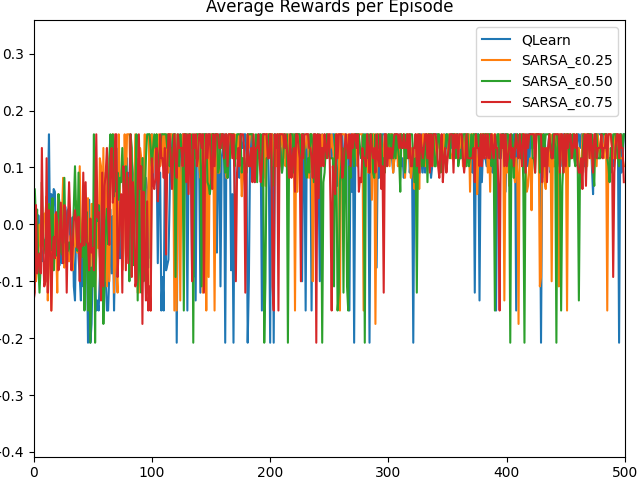 Average Rewards per Episode
QLearn
SARSA_ε0.25
SARSA_ε0.50
SARSA_ε0.75
0.3
0.2
0.1
0.0
-0.1
-0.2
-0.3
-0.4
0 100 200 300 400 500